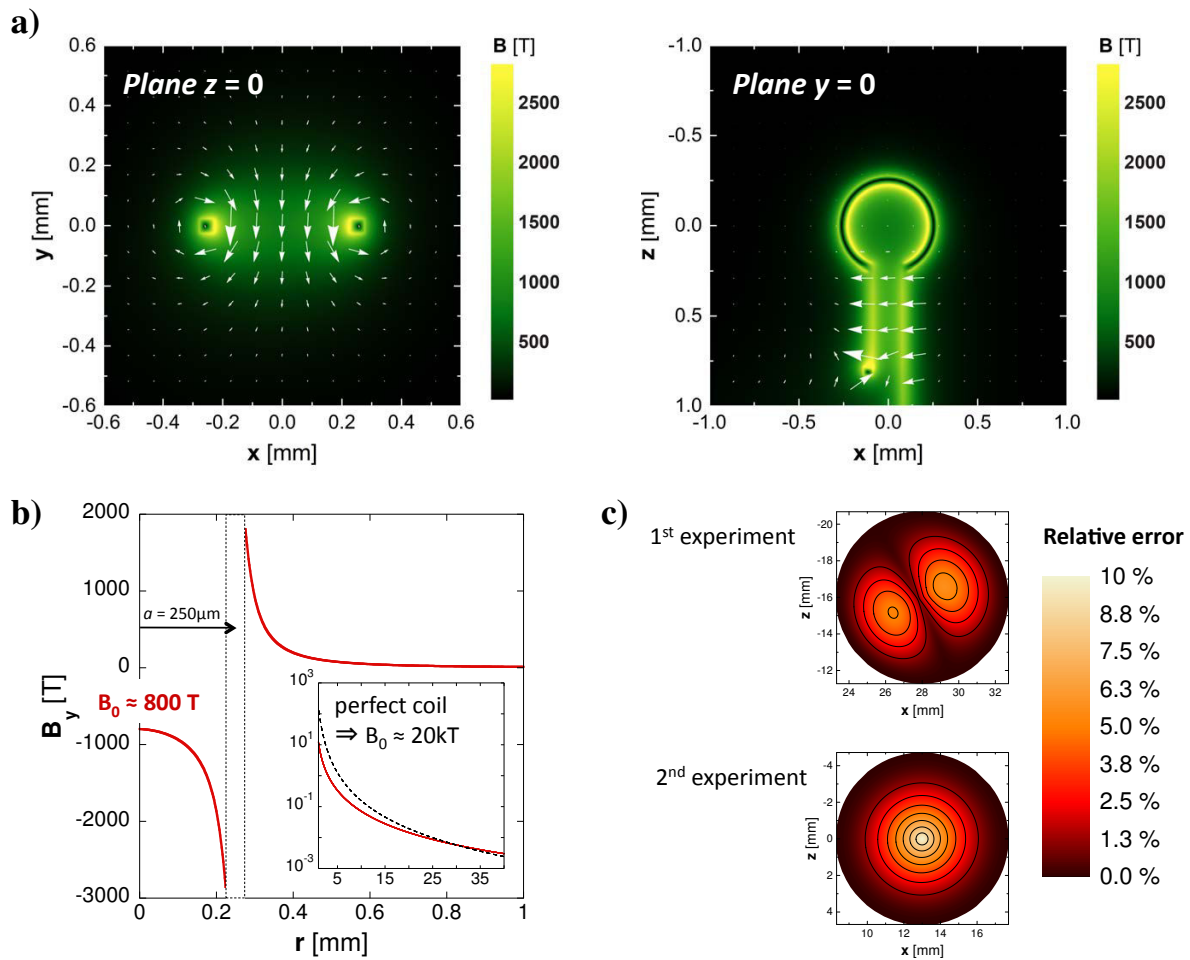 a)
B [T]
Plane z = 0
0.6
0.4
0.2
0.0
-0.2
-0.4
-0.6
y [mm]
-0.6 -0.4 -0.2 0.0 0.2 0.4 0.6
x [mm]
2500
2000
1500
1000
500
B [T]
Plane y = 0
-1.0
-0.5
0.0
0.5
1.0
z [mm]
-1.0 -0.5 0.0 0.5 1.0
x [mm]
2500
2000
1500
1000
500
b)
2000
1000
0
-1000
-2000
-3000
B_y [T]
a = 250µm
B_0 ≈ 800 T
0 0.2 0.4 0.6 0.8 1
r [mm]
10^3
10^1
10^-1
10^-3
perfect coil
⇒ B_0 ≈ 20kT
5 15 25 35
c)
1st experiment
-20
-18
-16
-14
-12
z [mm]
24 26 28 30 32
x [mm]
2nd experiment
-4
-2
0
2
4
z [mm]
10 12 14 16
x [mm]
Relative error
10 %
8.8 %
7.5 %
6.3 %
5.0 %
3.8 %
2.5 %
1.3 %
0.0 %